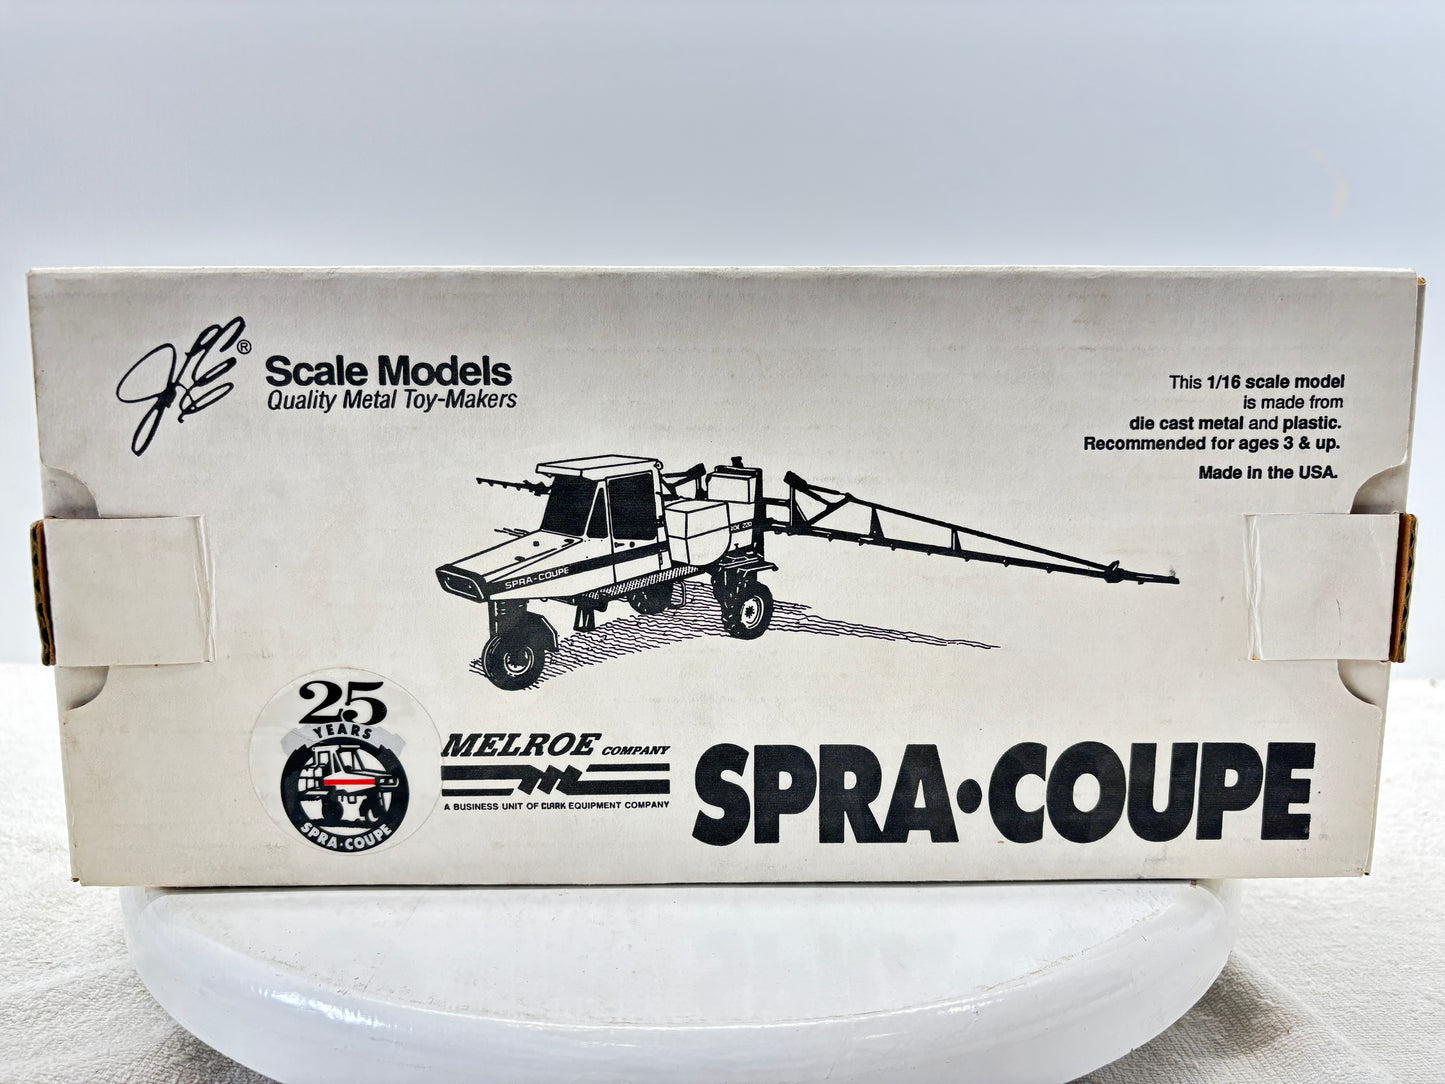 Scale Models
Quality Metal Toy-Makers
This 1/16 scale model
is made from
die cast metal and plastic.
Recommended for ages 3 & up.
Made in the USA.
SPRA-COUPE
220
25
YEARS
SPRA·COUPE
MELROE COMPANY
A BUSINESS UNIT OF CLARK EQUIPMENT COMPANY
SPRA·COUPE